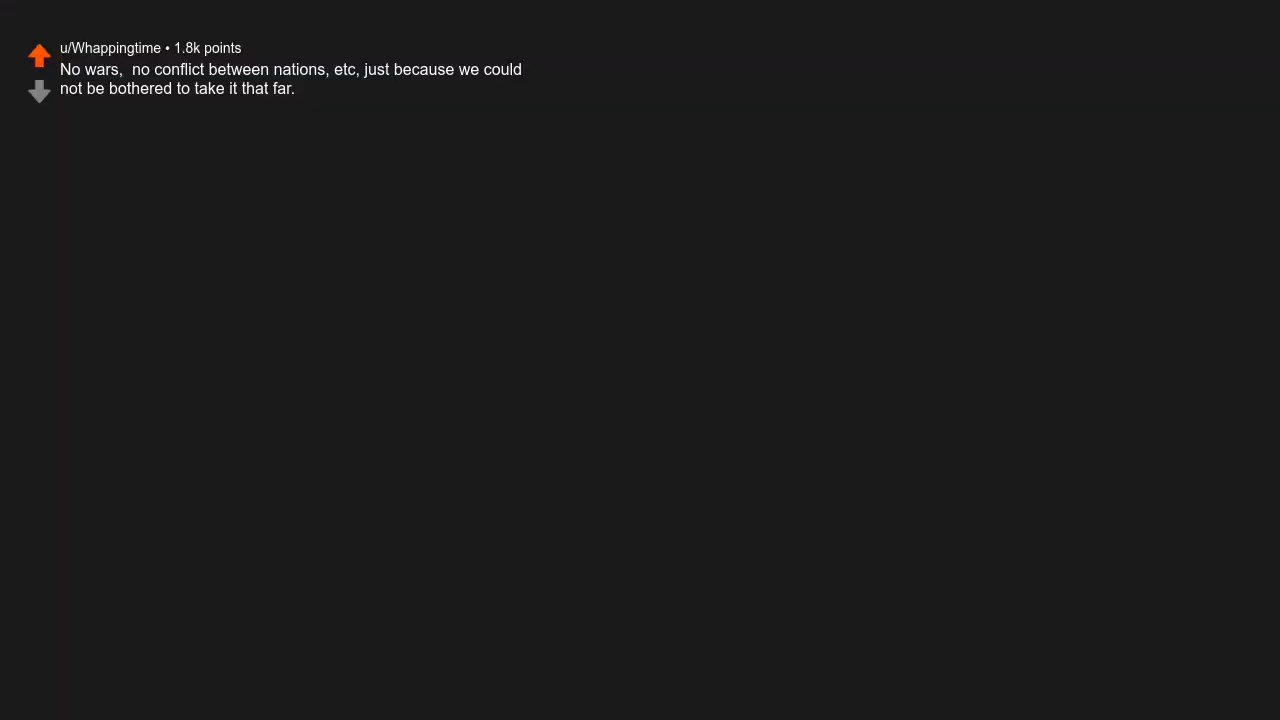 u/Whappingtime • 1.8k points
No wars,  no conflict between nations, etc, just because we could
not be bothered to take it that far.